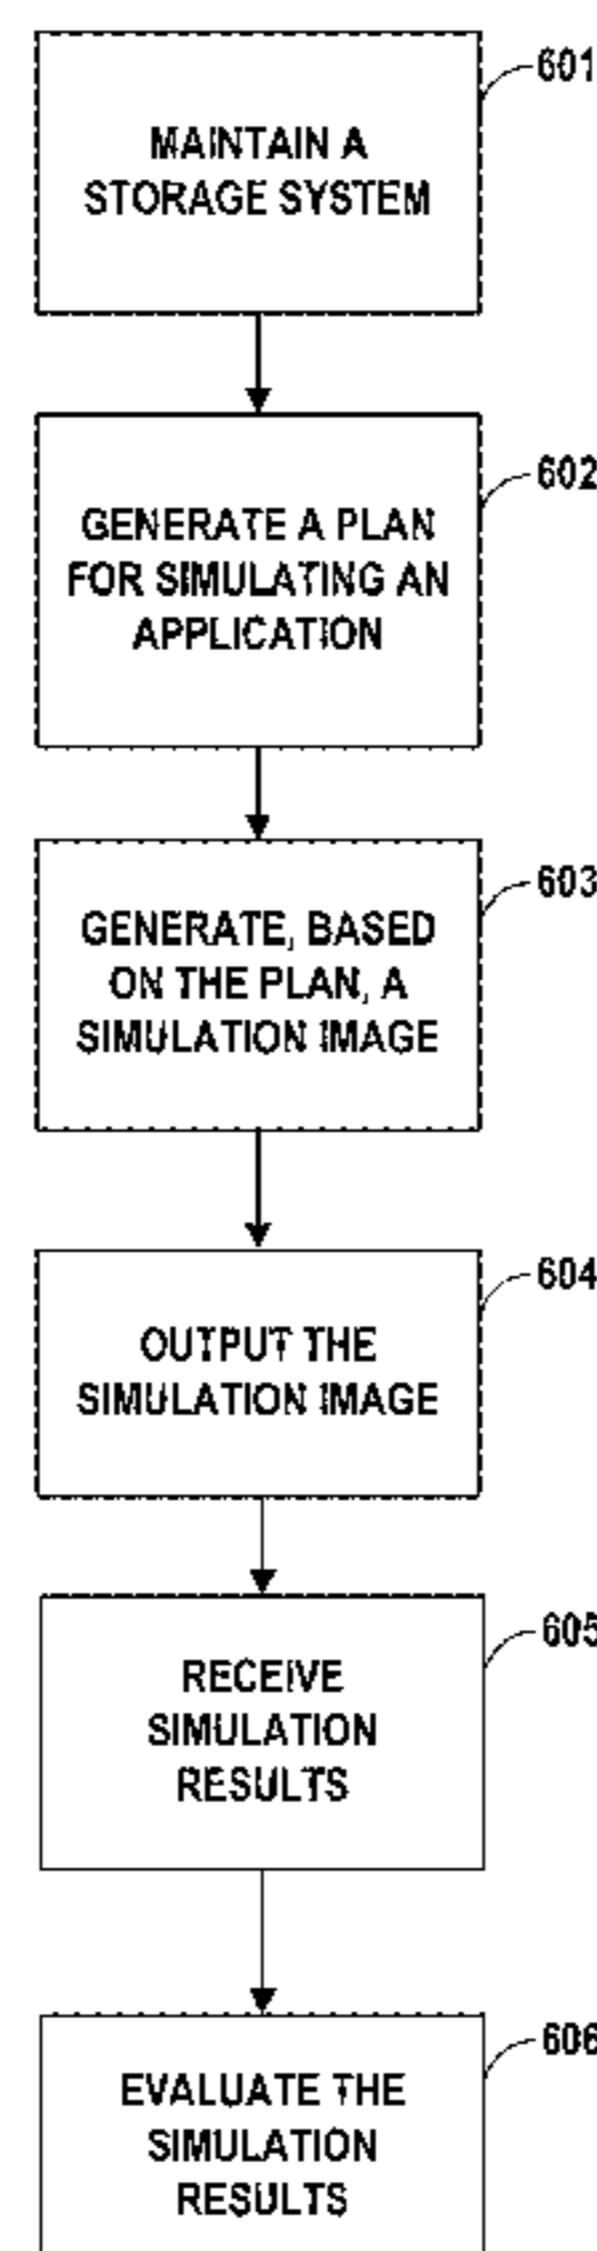 601
MAINTAIN A
STORAGE SYSTEM
602
GENERATE A PLAN
FOR SIMULATING AN
APPLICATION
603
GENERATE, BASED
ON THE PLAN, A
SIMULATION IMAGE
604
OUTPUT THE
SIMULATION IMAGE
605
RECEIVE
SIMULATION
RESULTS
606
EVALUATE THE
SIMULATION
RESULTS